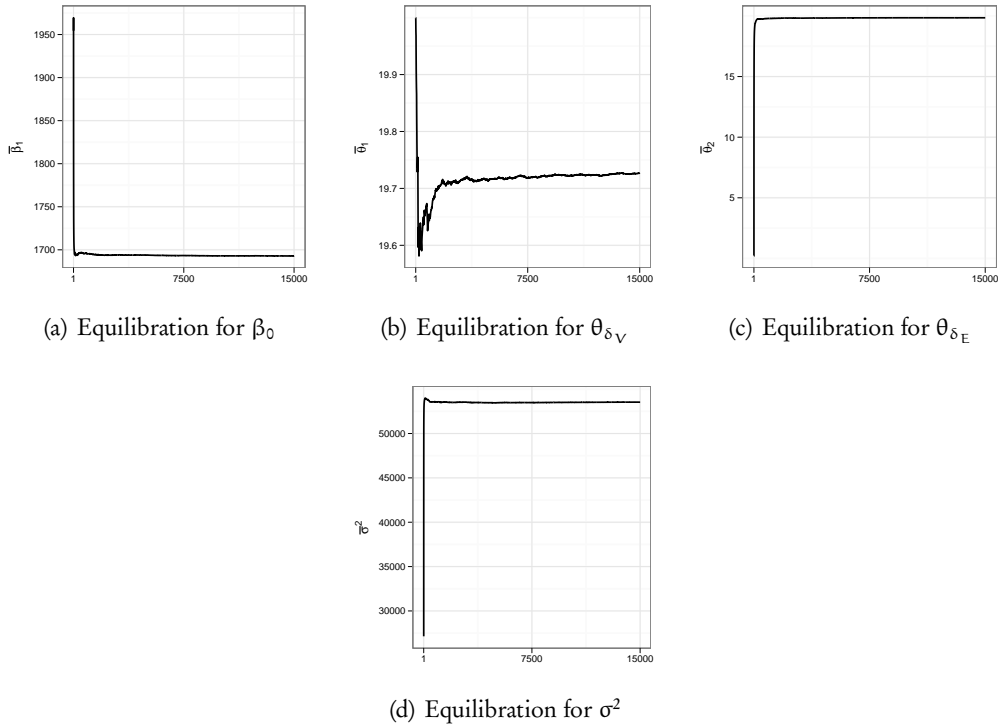 1950
1900
1850
1800
1750
1700
β̅₁
1 7500 15000
19.9
19.8
19.7
19.6
θ̅₁
1 7500 15000
15
10
5
θ̅₂
1 7500 15000
(a) Equilibration for β₀
(b) Equilibration for θ_δ_V
(c) Equilibration for θ_δ_E
50000
45000
40000
35000
30000
σ̅²
1 7500 15000
(d) Equilibration for σ²